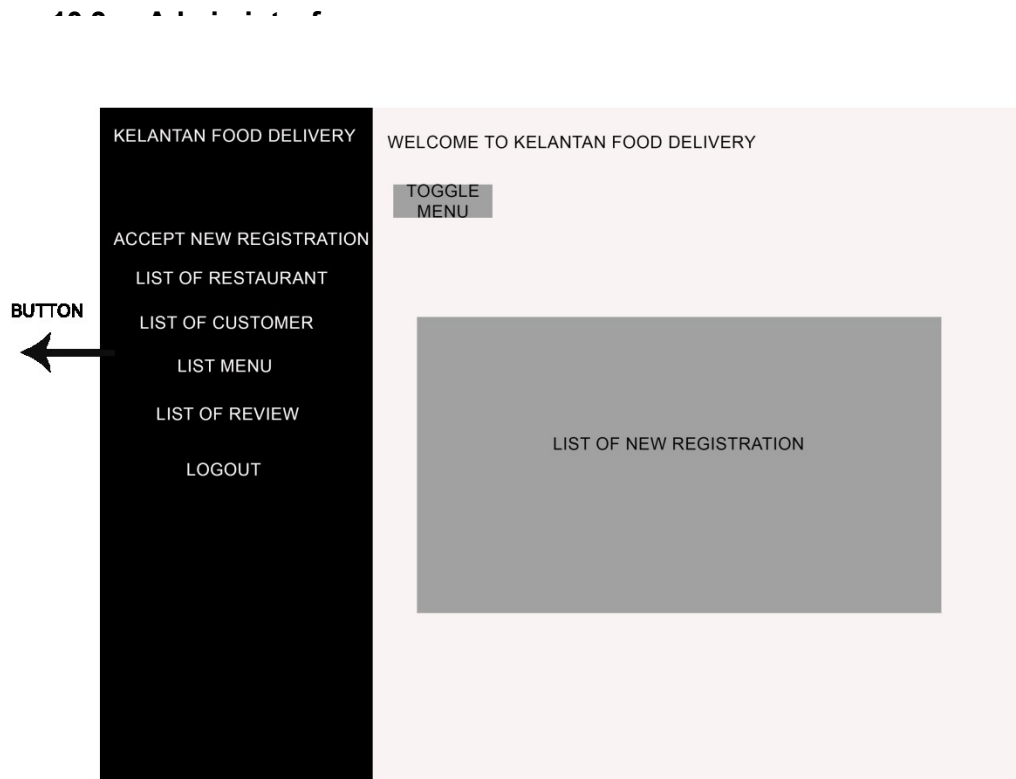 KELANTAN FOOD DELIVERY
WELCOME TO KELANTAN FOOD DELIVERY
TOGGLE
MENU
ACCEPT NEW REGISTRATION
LIST OF RESTAURANT
BUTTON
LIST OF CUSTOMER
LIST MENU
LIST OF REVIEW
LOGOUT
LIST OF NEW REGISTRATION